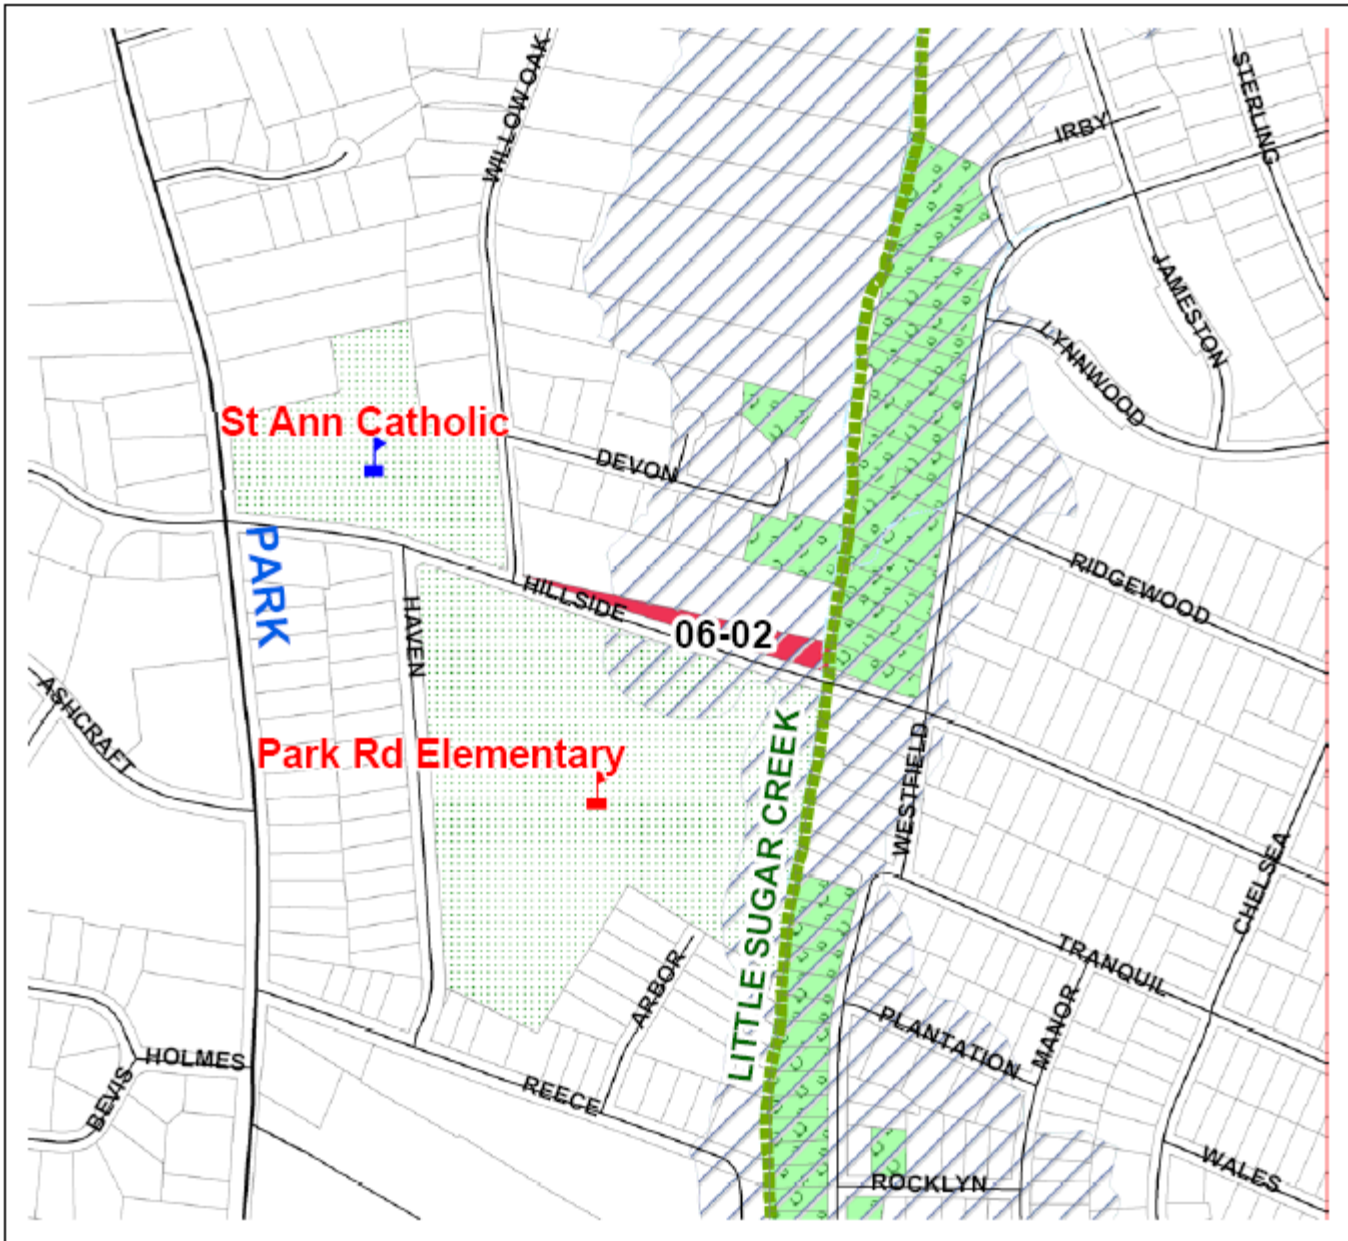 WILLOW OAK
STERLING
IRBY
JAMESTON
LYNNWOOD
St Ann Catholic
DEVON
PARK
HILLSIDE
06-02
RIDGEWOOD
HAVEN
ASHCRAFT
Park Rd Elementary
LITTLE SUGAR CREEK
WESTFIELD
CHELSEA
TRANQUIL
ARBOR
PLANTATION
MANOR
HOLMES
BEVIS
REECE
ROCKLYN
WALES